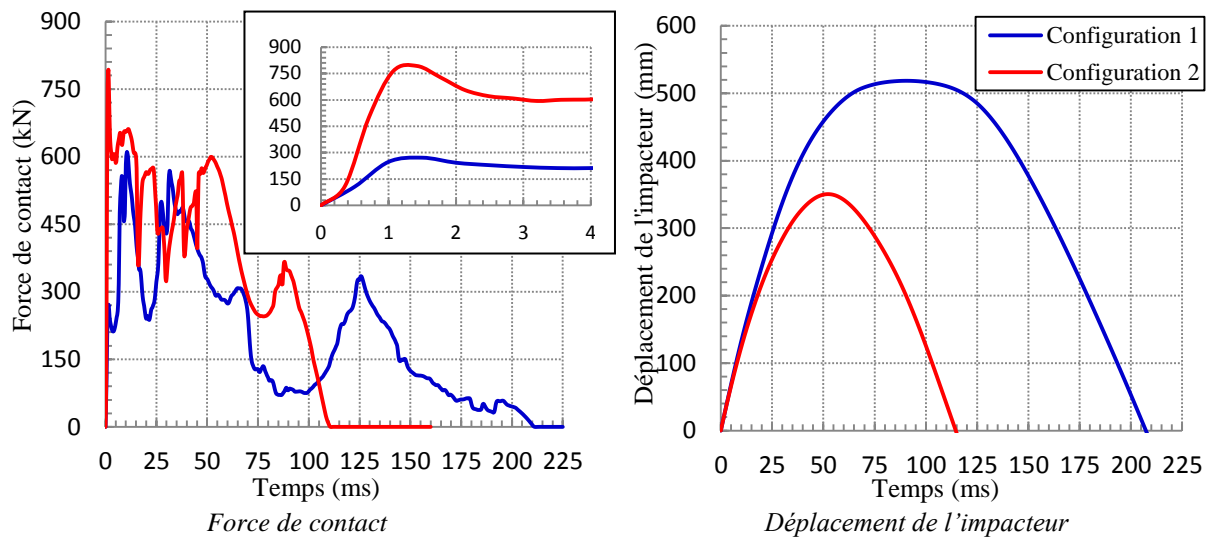 Force de contact (kN)
900
750
600
450
300
150
0
900
750
600
450
300
150
0
0 1 2 3 4
0 25 50 75 100 125 150 175 200 225
Temps (ms)
Force de contact
Déplacement de l'impacteur (mm)
600
500
400
300
200
100
0
Configuration 1
Configuration 2
0 25 50 75 100 125 150 175 200 225
Temps (ms)
Déplacement de l’impacteur